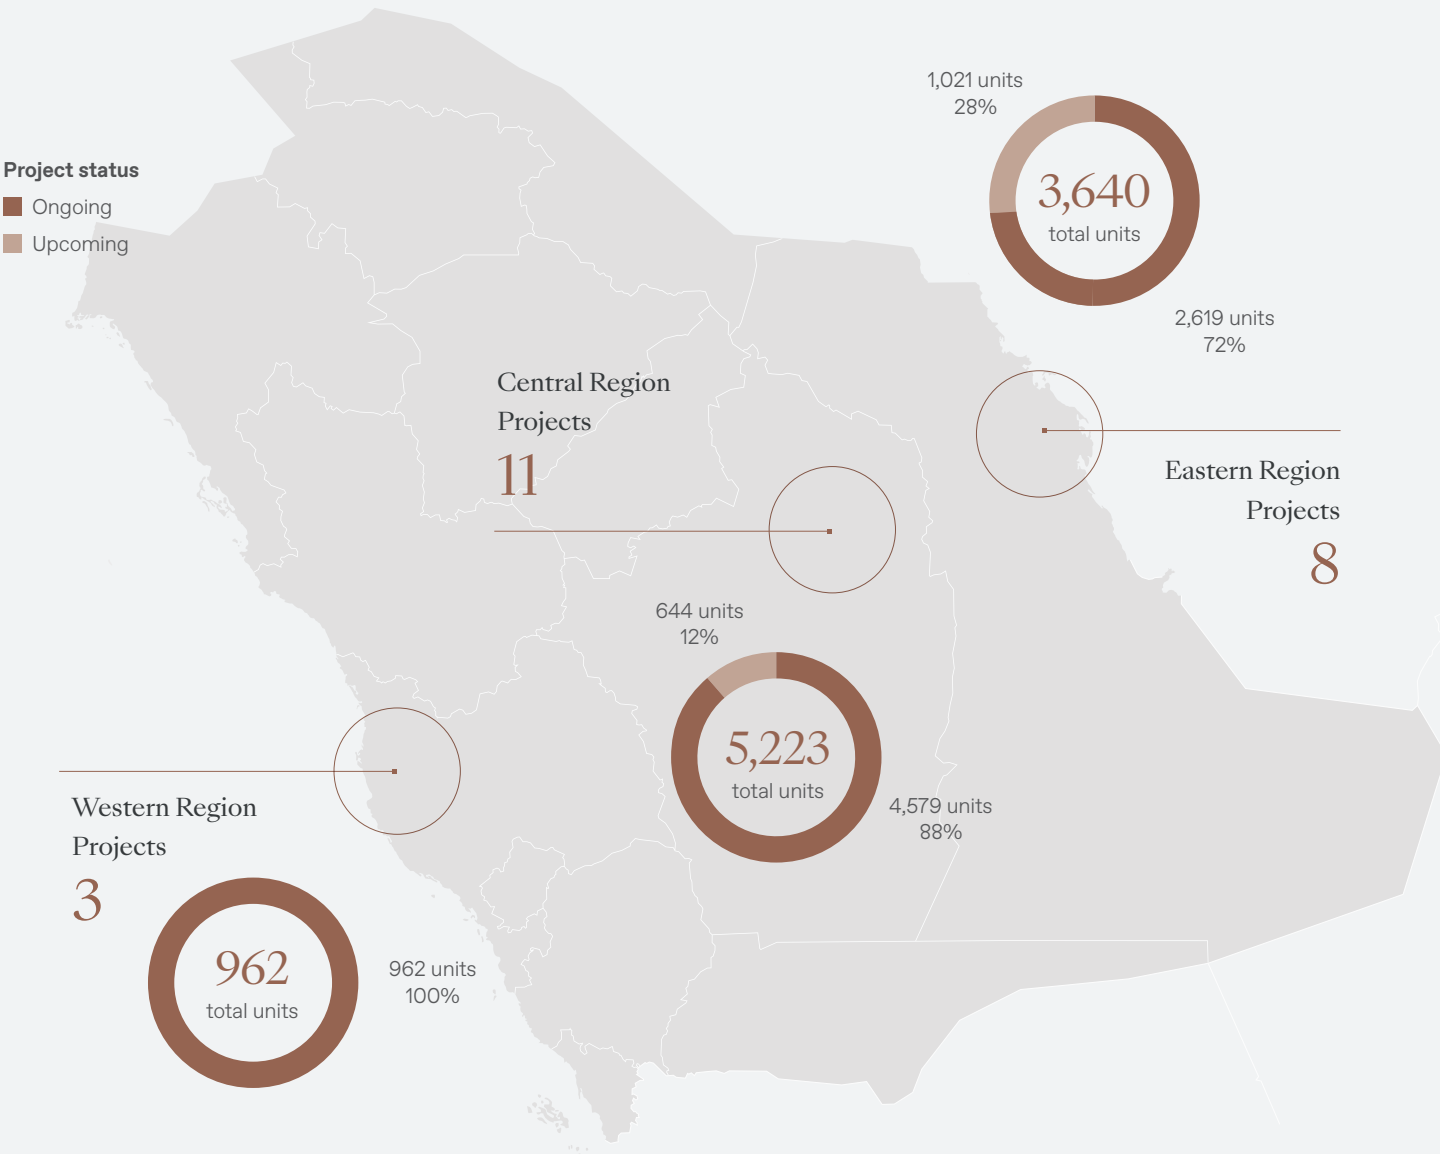 Project status
Ongoing
Upcoming
1,021 units
28%
3,640
total units
2,619 units
72%
Eastern Region
Projects
8
Central Region
Projects
11
644 units
12%
5,223
total units
4,579 units
88%
Western Region
Projects
3
962
total units
962 units
100%